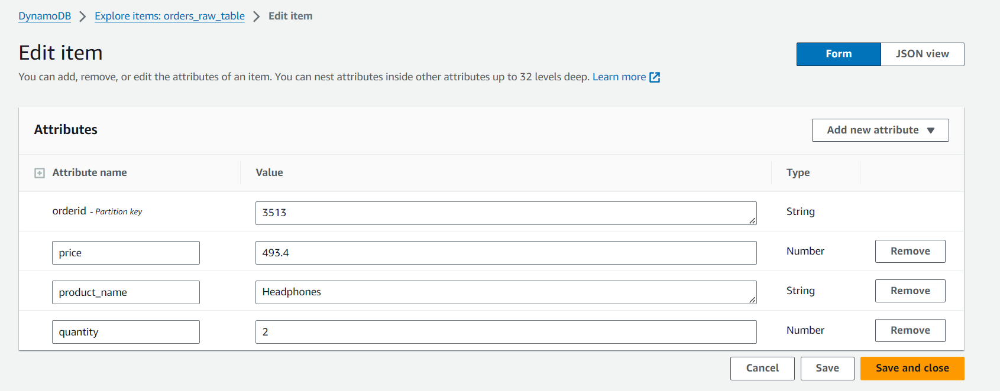 DynamoDB > Explore items: orders_raw_table > Edit item
Edit item
Form JSON view
You can add, remove, or edit the attributes of an item. You can nest attributes inside other attributes up to 32 levels deep. Learn more
Attributes
Add new attribute
Attribute name Value Type
orderid - Partition key 3513 String
price 493.4 Number Remove
product_name Headphones String Remove
quantity 2 Number Remove
Cancel Save Save and close